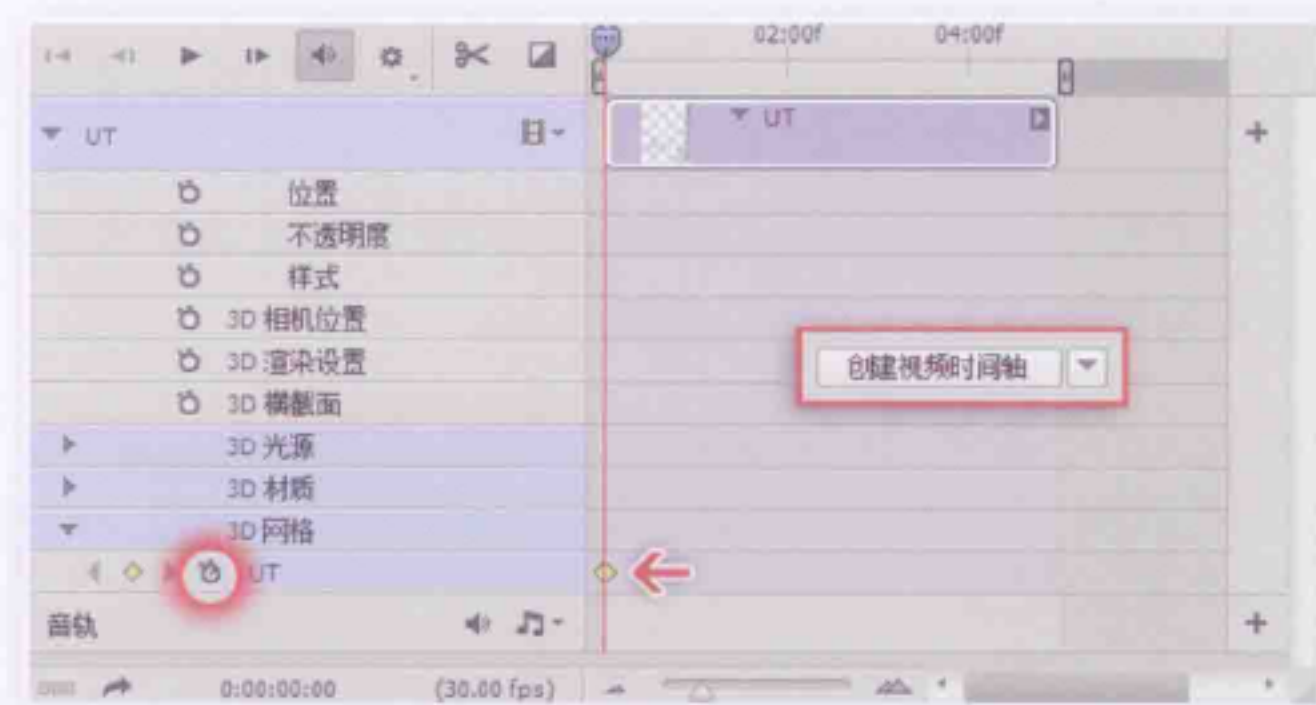 02:00f 04:00f
UT
UT
位置
不透明度
样式
3D 相机位置
3D 渲染设置
创建视频时间轴
3D 横截面
3D 光源
3D 材质
3D 网格
UT
音轨
0:00:00:00 (30.00 fps)